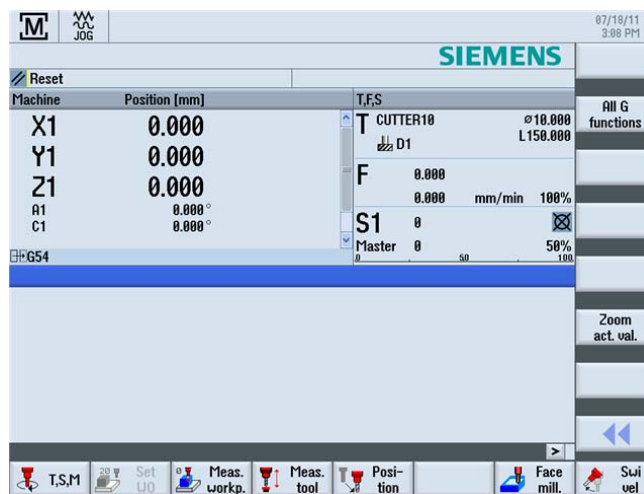 M
JOG
07/18/11
3:08 PM
SIEMENS
Reset
Machine Position [mm] T,F,S
All G
functions
X1 0.000
T CUTTER10 ø10.000
D1 L150.000
Y1 0.000
Z1 0.000
F 0.000
0.000 mm/min 100%
A1 0.000°
C1 0.000°
S1 0
Master 0 50%
0 50 100
G54
Zoom
act. val.
>
T,S,M
Set
WO
Meas.
workp.
Meas.
tool
Posi-
tion
Face
mill.
Swi
vel